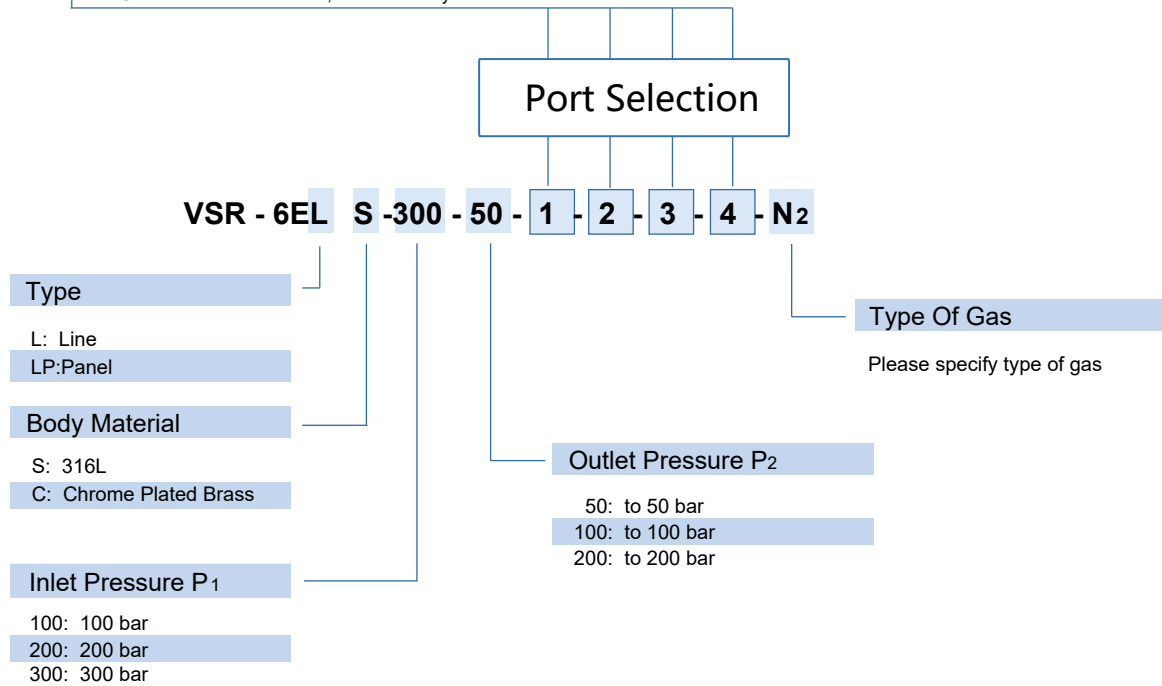 Port Selection
VSR - 6EL S -300 - 50 - 1 - 2 - 3 - 4 - N2
Type
L: Line
LP:Panel
Type Of Gas
Please specify type of gas
Body Material
S: 316L
C: Chrome Plated Brass
Outlet Pressure P2
50: to 50 bar
100: to 100 bar
200: to 200 bar
Inlet Pressure P1
100: 100 bar
200: 200 bar
300: 300 bar